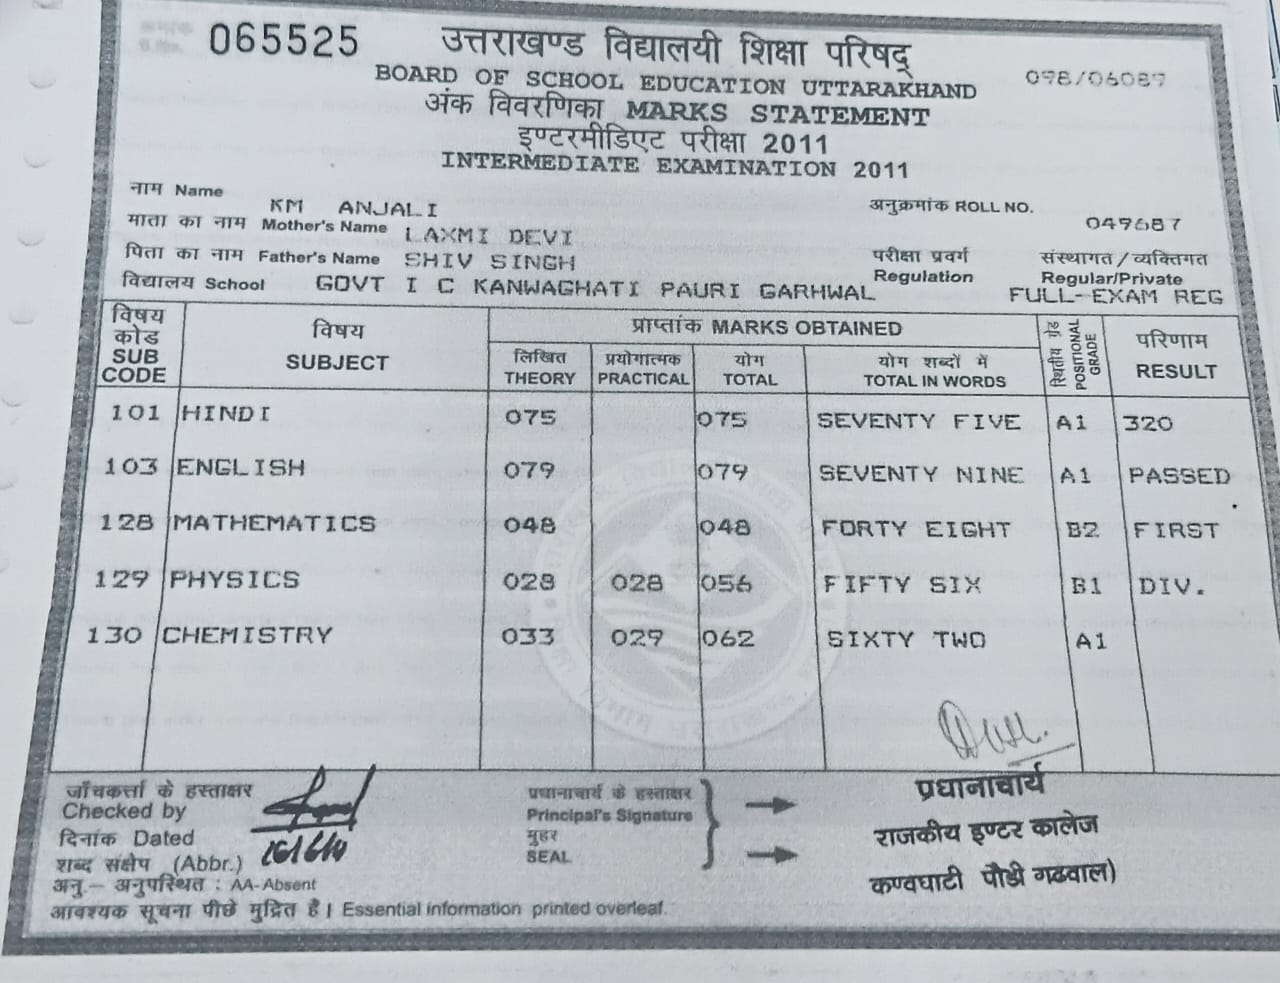 065525
उत्तराखण्ड विद्यालयी शिक्षा परिषद्
098/06089
BOARD OF SCHOOL EDUCATION UTTARAKHAND
अंक विवरणिका MARKS STATEMENT
इण्टरमीडिएट परीक्षा 2011
INTERMEDIATE EXAMINATION 2011
नाम Name KM ANJALI
अनुक्रमांक ROLL NO. 049687
माता का नाम Mother's Name LAXMI DEVI
पिता का नाम Father's Name SHIV SINGH
परीक्षा प्रवर्ग संस्थागत / व्यक्तिगत
Regulation Regular/Private
विद्यालय School GOVT I C KANWAGHATI PAURI GARHWAL FULL-EXAM REG
विषय कोड SUB CODE
विषय SUBJECT
प्राप्तांक MARKS OBTAINED
लिखित THEORY
प्रयोगात्मक PRACTICAL
योग TOTAL
योग शब्दों में TOTAL IN WORDS
POSITIONAL GRADE
परिणाम RESULT
101 HINDI 075 075 SEVENTY FIVE A1 320
103 ENGLISH 079 079 SEVENTY NINE A1 PASSED
128 MATHEMATICS 048 048 FORTY EIGHT B2 FIRST
129 PHYSICS 028 028 056 FIFTY SIX B1 DIV.
130 CHEMISTRY 033 029 062 SIXTY TWO A1
जाँचकर्त्ता के हस्ताक्षर
Checked by
दिनांक Dated
शब्द संक्षेप (Abbr.)
अनु.— अनुपस्थित : AA-Absent
आवश्यक सूचना पीछे मुद्रित है | Essential information printed overleaf.
प्रधानाचार्य के हस्ताक्षर
Principal's Signature
मुहर
SEAL
प्रधानाचार्य
राजकीय इण्टर कालेज
कण्वघाटी पौडी गढवाल)